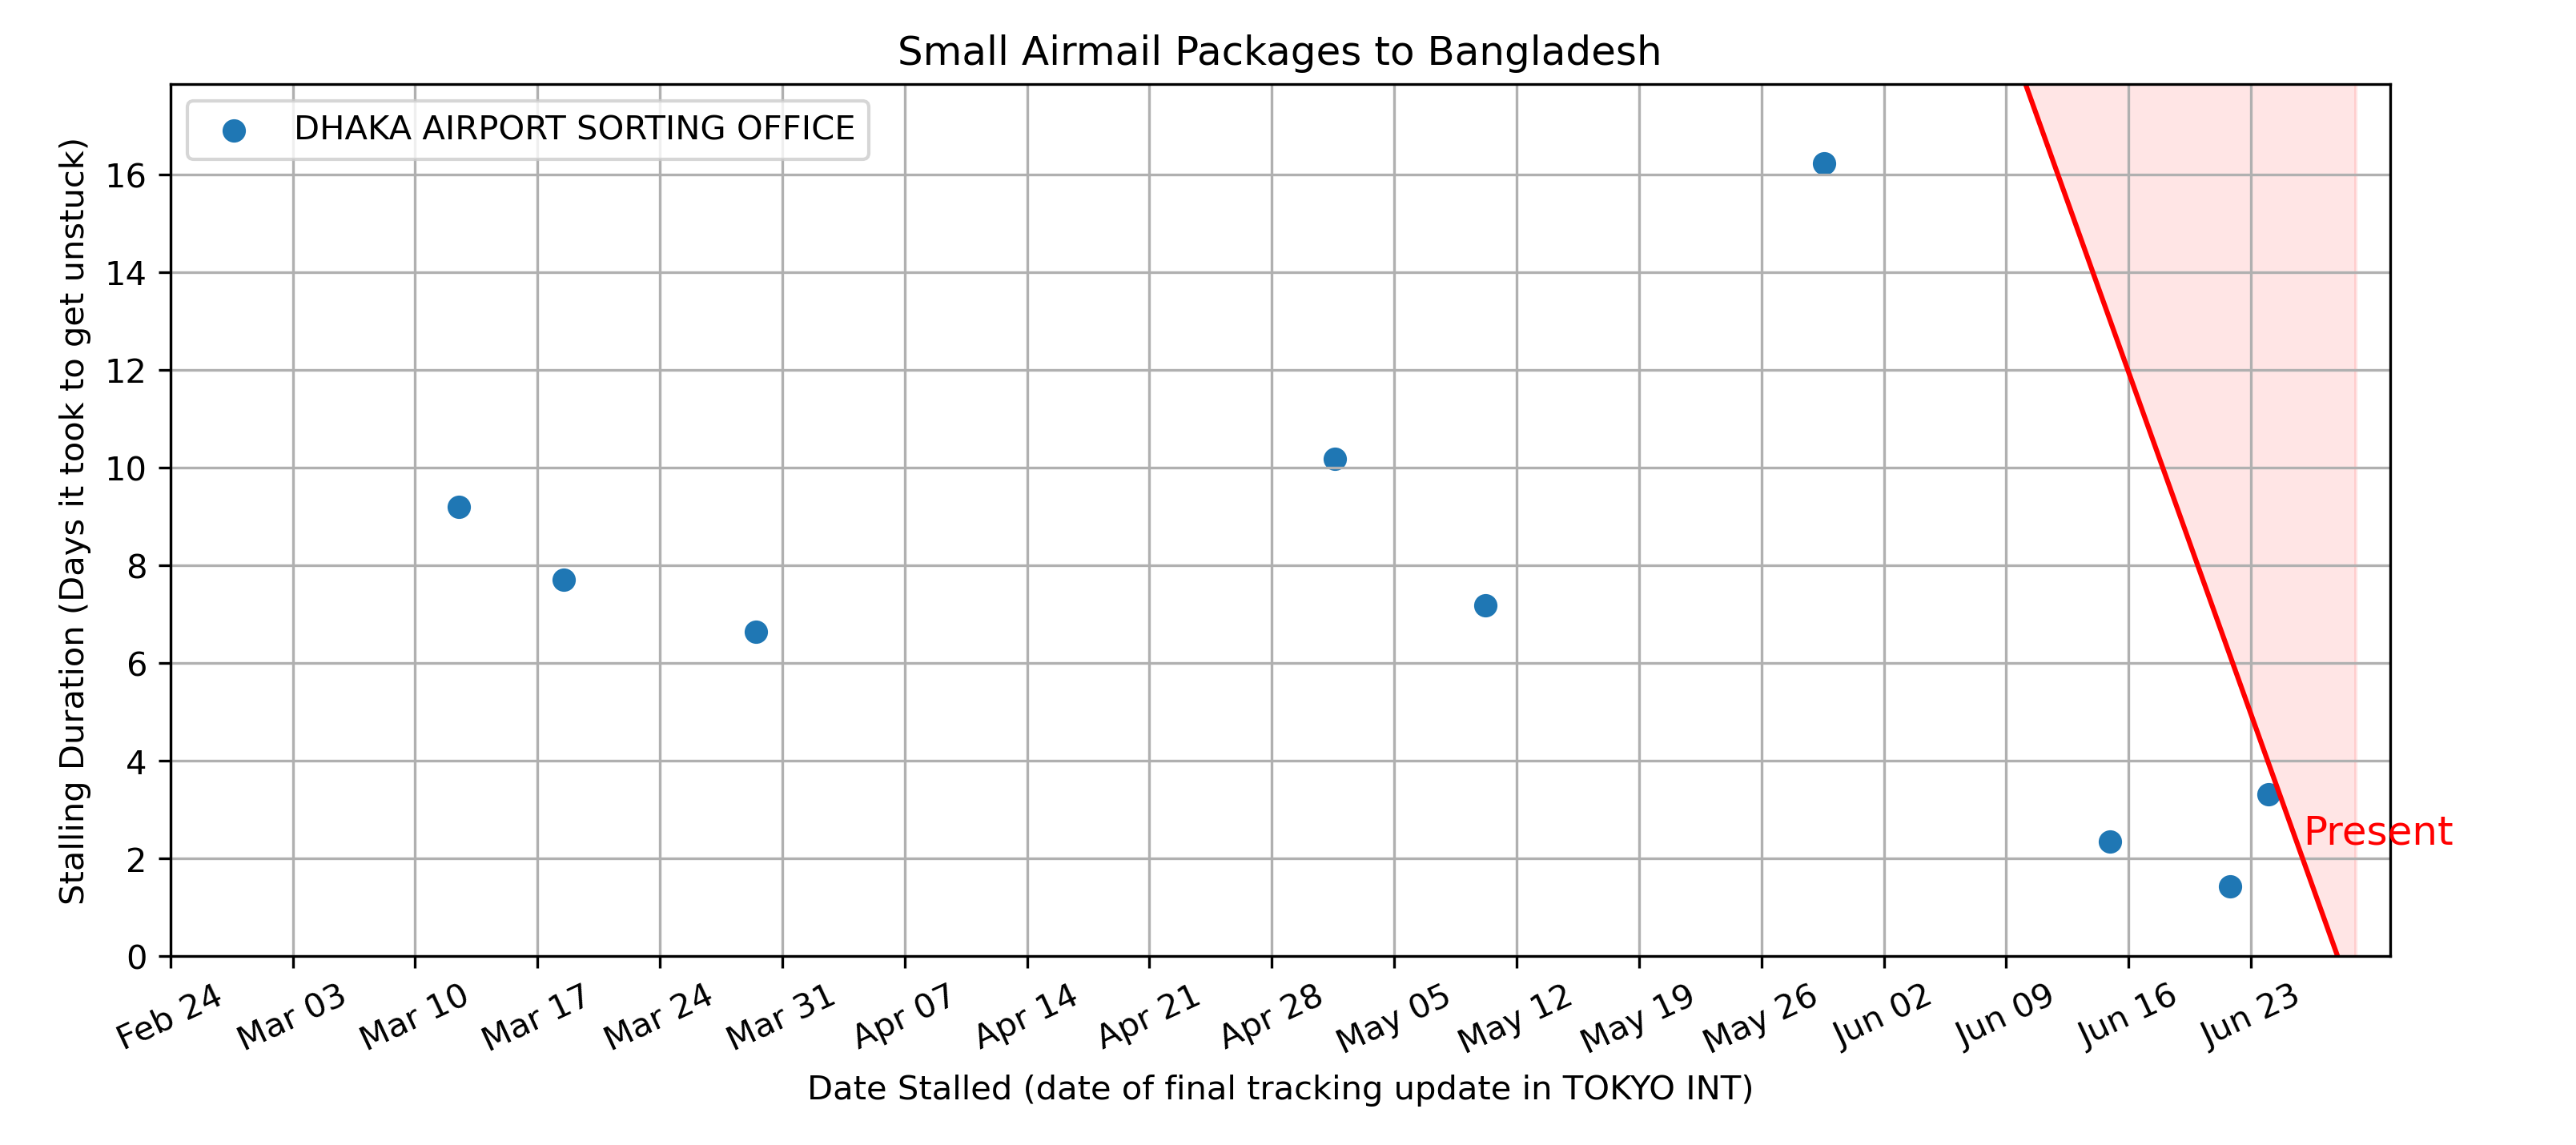 Small Airmail Packages to Bangladesh
DHAKA AIRPORT SORTING OFFICE
Stalling Duration (Days it took to get unstuck)
16
14
12
10
8
6
4
2
0
Present
Feb 24
Mar 03
Mar 10
Mar 17
Mar 24
Mar 31
Apr 07
Apr 14
Apr 21
Apr 28
May 05
May 12
May 19
May 26
Jun 02
Jun 09
Jun 16
Jun 23
Date Stalled (date of final tracking update in TOKYO INT)